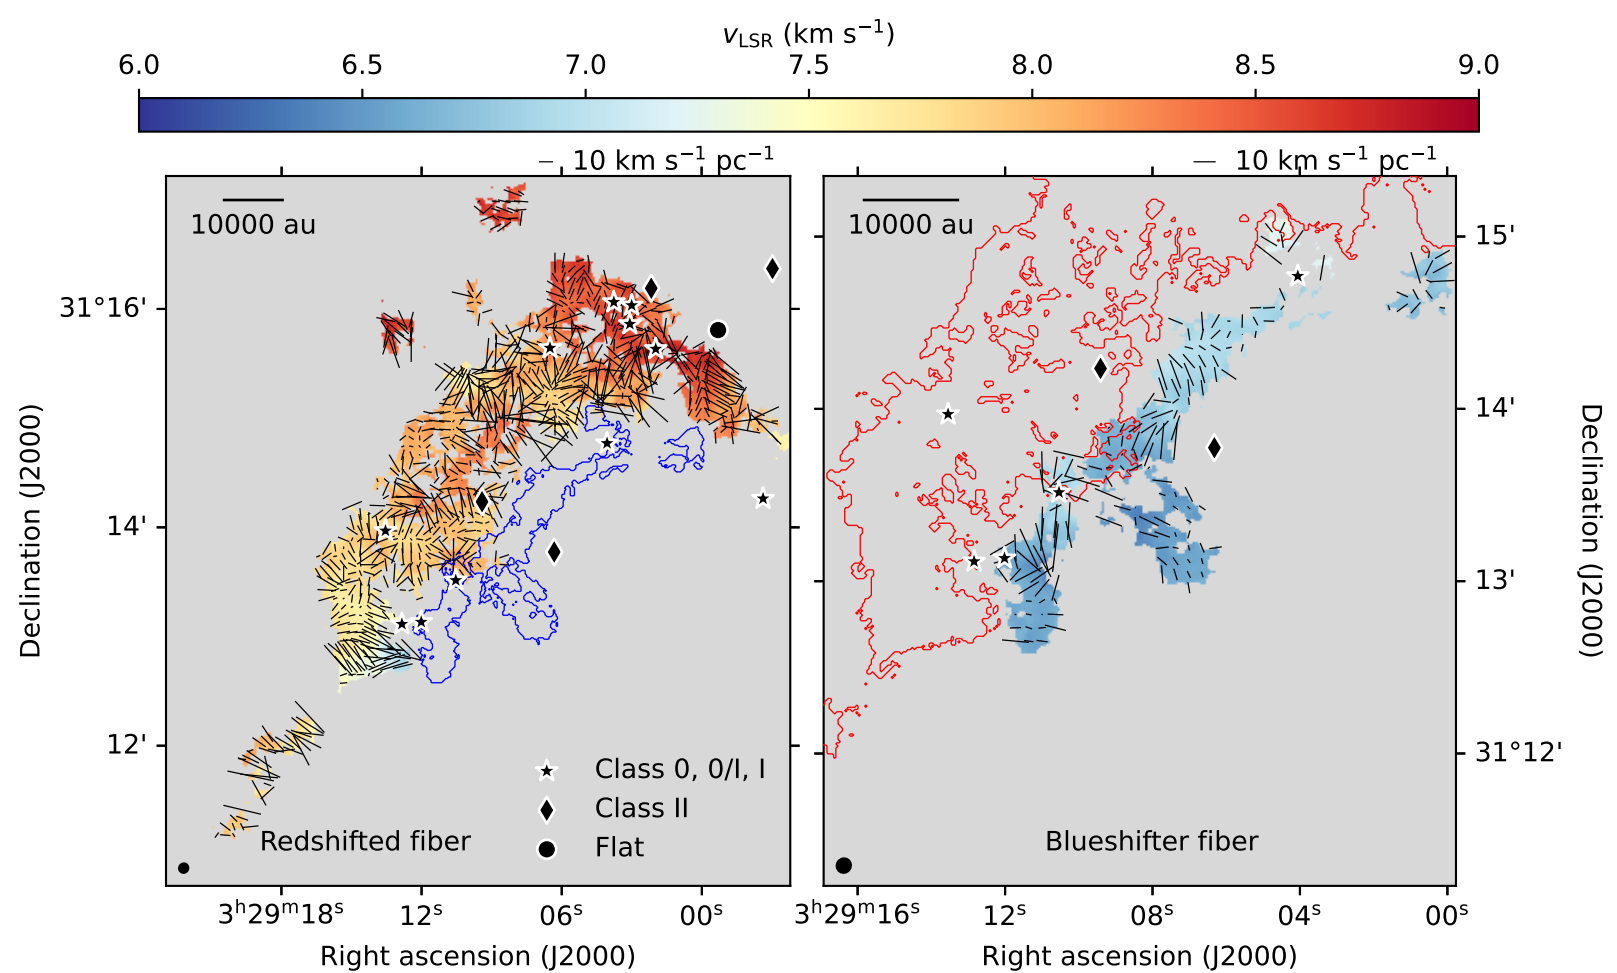 v_LSR (km s⁻¹)
6.0 6.5 7.0 7.5 8.0 8.5 9.0
10 km s⁻¹ pc⁻¹
10000 au
31°16'
14'
12'
Declination (J2000)
Class 0, 0/I, I
Class II
Flat
Redshifted fiber
3ʰ29ᵐ18ˢ 12ˢ 06ˢ 00ˢ
Right ascension (J2000)
10 km s⁻¹ pc⁻¹
10000 au
15'
14'
13'
31°12'
Declination (J2000)
Blueshifter fiber
3ʰ29ᵐ16ˢ 12ˢ 08ˢ 04ˢ 00ˢ
Right ascension (J2000)